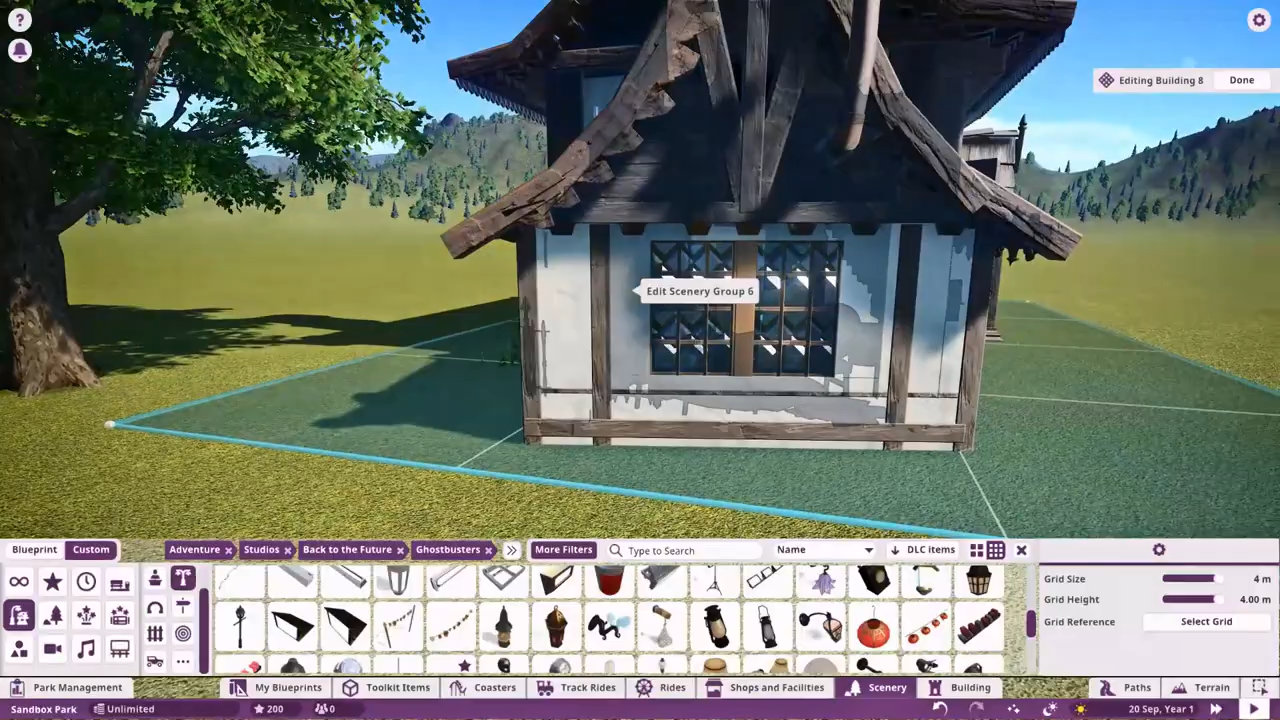 ?
Editing Building 8 Done
Edit Scenery Group 6
Blueprint Custom Adventure × Studios × Back to the Future × Ghostbusters × More Filters Type to Search Name DLC items
Grid Size 4 m
Grid Height 4.00 m
Grid Reference Select Grid
Park Management My Blueprints Toolkit Items Coasters Track Rides Rides Shops and Facilities Scenery Building Paths Terrain
Sandbox Park Unlimited 200 0 20 Sep, Year 1